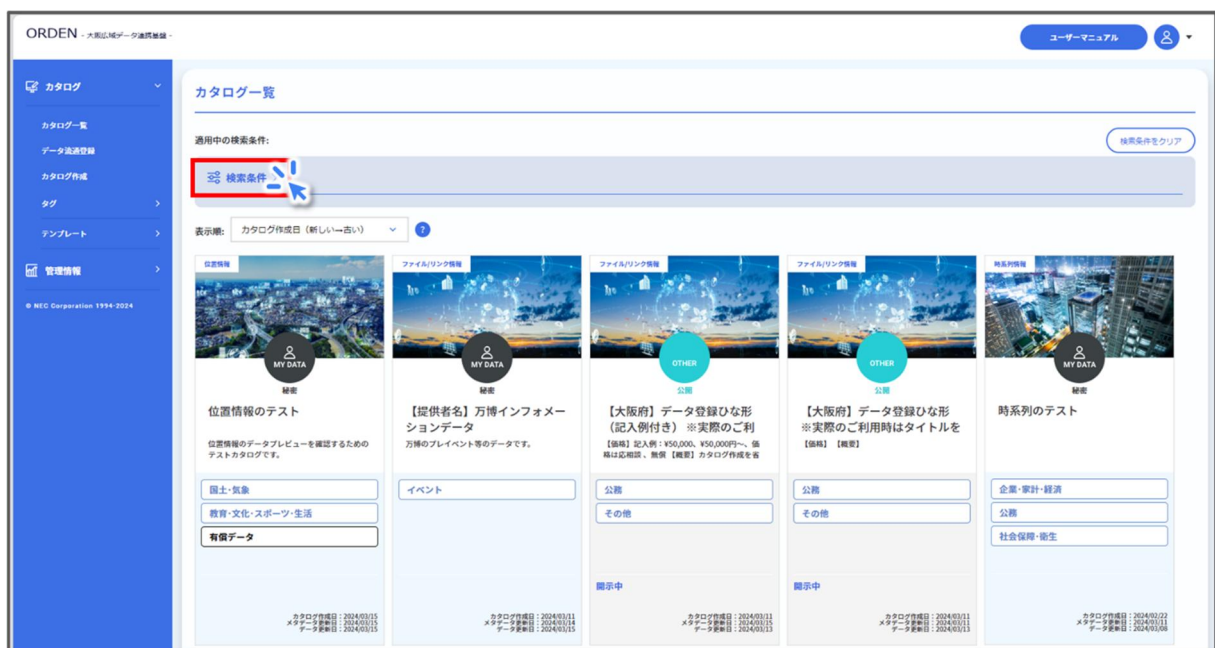 ORDEN - 大阪広域データ連携基盤 -
ユーザーマニュアル
カタログ
カタログ一覧
データ流通登録
カタログ作成
タグ
テンプレート
管理情報
© NEC Corporation 1994-2024
カタログ一覧
適用中の検索条件:
検索条件をクリア
検索条件
表示順: カタログ作成日（新しい→古い） ?
位置情報
MY DATA
秘密
位置情報のテスト
位置情報のデータプレビューを確認するための
テストカタログです。
国土・気象
教育・文化・スポーツ・生活
有償データ
カタログ作成日：2024/03/15
メタデータ更新日：2024/03/15
データ更新日：2024/03/15
ファイル/リンク情報
MY DATA
秘密
【提供者名】万博インフォメー
ションデータ
万博のプレイベント等のデータです。
イベント
カタログ作成日：2024/03/11
メタデータ更新日：2024/03/14
データ更新日：2024/03/15
ファイル/リンク情報
OTHER
公開
【大阪府】データ登録ひな形
（記入例付き） ※実際のご利
【価格】記入例：¥50,000、¥50,000円〜、価
格は応相談 、無償 【概要】カタログ作成を省
公務
その他
開示中
カタログ作成日：2024/03/11
メタデータ更新日：2024/03/15
データ更新日：2024/03/13
ファイル/リンク情報
OTHER
公開
【大阪府】データ登録ひな形
※実際のご利用時はタイトルを
【価格】 【概要】
公務
その他
開示中
カタログ作成日：2024/03/11
メタデータ更新日：2024/03/11
データ更新日：2024/03/13
時系列情報
MY DATA
秘密
時系列のテスト
企業・家計・経済
公務
社会保障・衛生
カタログ作成日：2024/02/22
メタデータ更新日：2024/03/11
データ更新日：2024/03/08